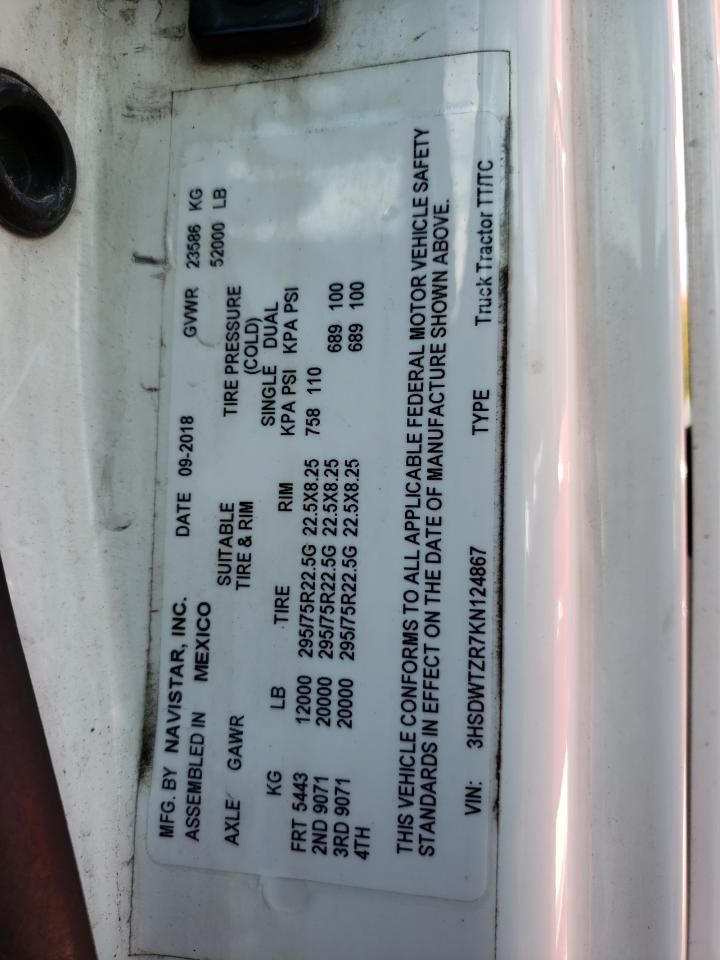 MFG. BY NAVISTAR, INC. DATE 09-2018 GVWR 23586 KG
ASSEMBLED IN MEXICO 52000 LB
AXLE GAWR SUITABLE TIRE PRESSURE
TIRE & RIM (COLD)
SINGLE DUAL
KG LB TIRE RIM KPA PSI KPA PSI
FRT 5443 12000 295/75R22.5G 22.5X8.25 758 110
2ND 9071 20000 295/75R22.5G 22.5X8.25 689 100
3RD 9071 20000 295/75R22.5G 22.5X8.25 689 100
4TH
THIS VEHICLE CONFORMS TO ALL APPLICABLE FEDERAL MOTOR VEHICLE SAFETY
STANDARDS IN EFFECT ON THE DATE OF MANUFACTURE SHOWN ABOVE.
VIN: 3HSDWTZR7KN124867 TYPE Truck Tractor TT/TC